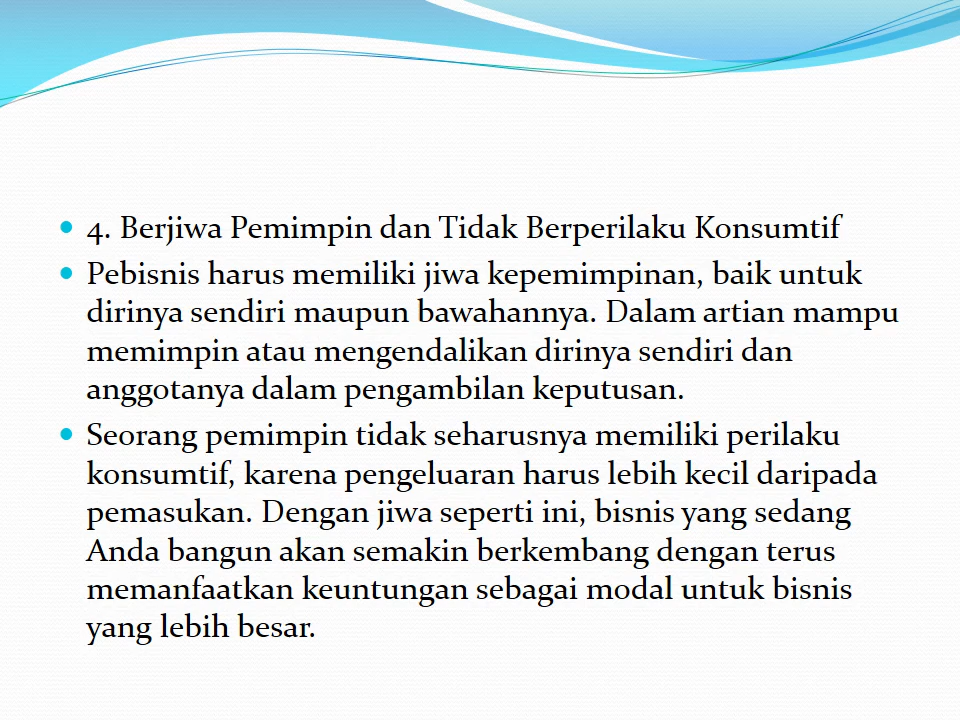 • 4. Berjiwa Pemimpin dan Tidak Berperilaku Konsumtif
• Pebisnis harus memiliki jiwa kepemimpinan, baik untuk
dirinya sendiri maupun bawahannya. Dalam artian mampu
memimpin atau mengendalikan dirinya sendiri dan
anggotanya dalam pengambilan keputusan.
• Seorang pemimpin tidak seharusnya memiliki perilaku
konsumtif, karena pengeluaran harus lebih kecil daripada
pemasukan. Dengan jiwa seperti ini, bisnis yang sedang
Anda bangun akan semakin berkembang dengan terus
memanfaatkan keuntungan sebagai modal untuk bisnis
yang lebih besar.